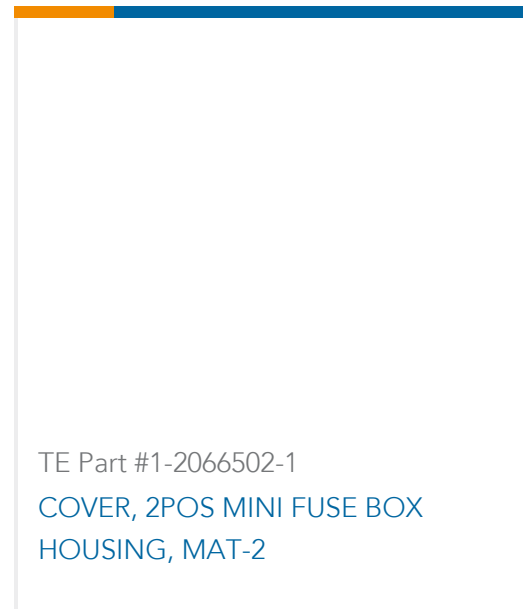 TE Part #1-2066502-1
COVER, 2POS MINI FUSE BOX
HOUSING, MAT-2